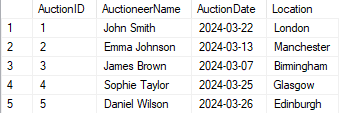 AuctionID AuctioneerName AuctionDate Location
1 1 John Smith 2024-03-22 London
2 2 Emma Johnson 2024-03-13 Manchester
3 3 James Brown 2024-03-07 Birmingham
4 4 Sophie Taylor 2024-03-25 Glasgow
5 5 Daniel Wilson 2024-03-26 Edinburgh